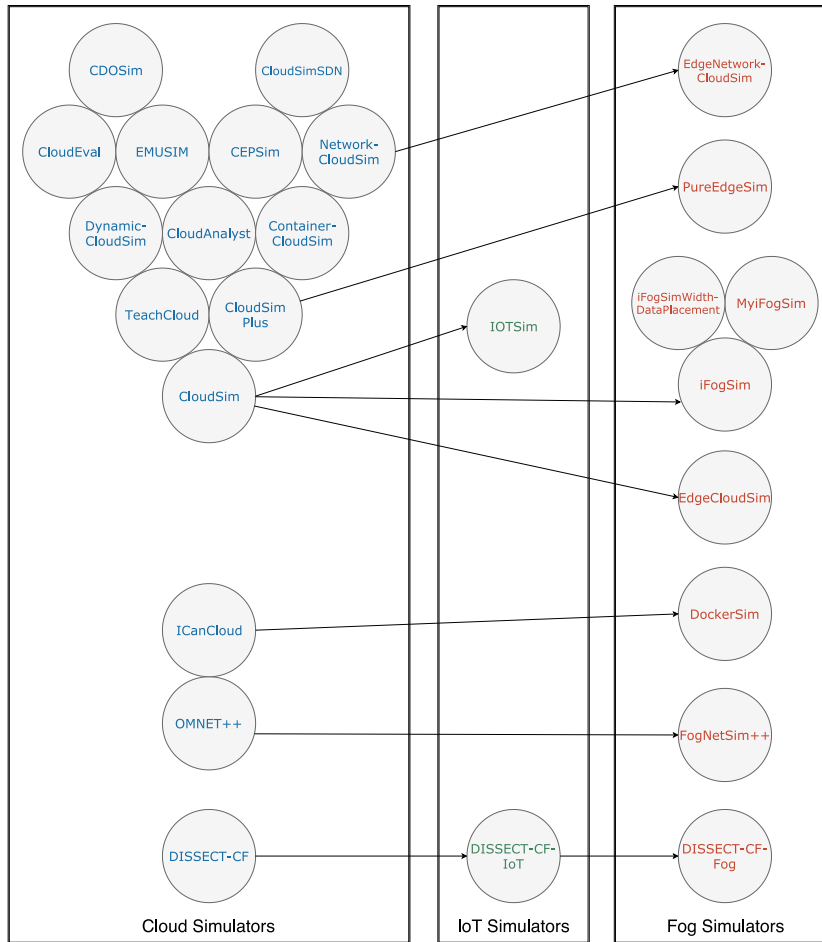 CDOSim
CloudSimSDN
CloudEval
EMUSIM
CEPSim
Network-
CloudSim
Dynamic-
CloudSim
CloudAnalyst
Container-
CloudSim
TeachCloud
CloudSim
Plus
CloudSim
ICanCloud
OMNET++
DISSECT-CF
Cloud Simulators
IOTSim
DISSECT-CF-
IoT
IoT Simulators
EdgeNetwork-
CloudSim
PureEdgeSim
iFogSimWidth-
DataPlacement
MyiFogSim
iFogSim
EdgeCloudSim
DockerSim
FogNetSim++
DISSECT-CF-
Fog
Fog Simulators